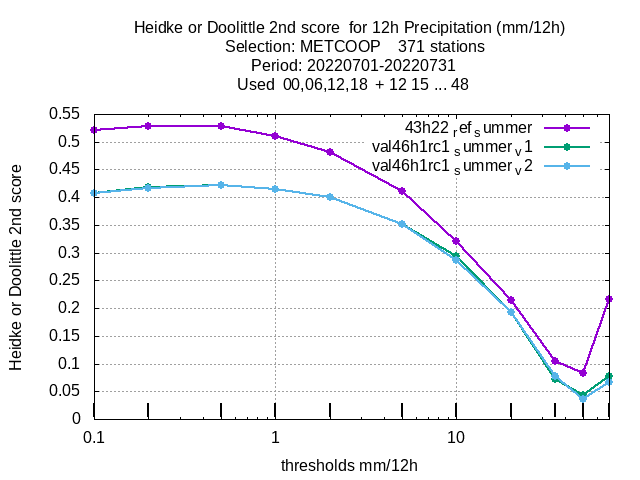 Heidke or Doolittle 2nd score for 12h Precipitation (mm/12h)
Selection: METCOOP 371 stations
Period: 20220701-20220731
Used 00,06,12,18 + 12 15 ... 48
43h22refsummer
val46h1rc1summerv1
val46h1rc1summerv2
Heidke or Doolittle 2nd score
0.55
0.5
0.45
0.4
0.35
0.3
0.25
0.2
0.15
0.1
0.05
0
0.1 1 10
thresholds mm/12h